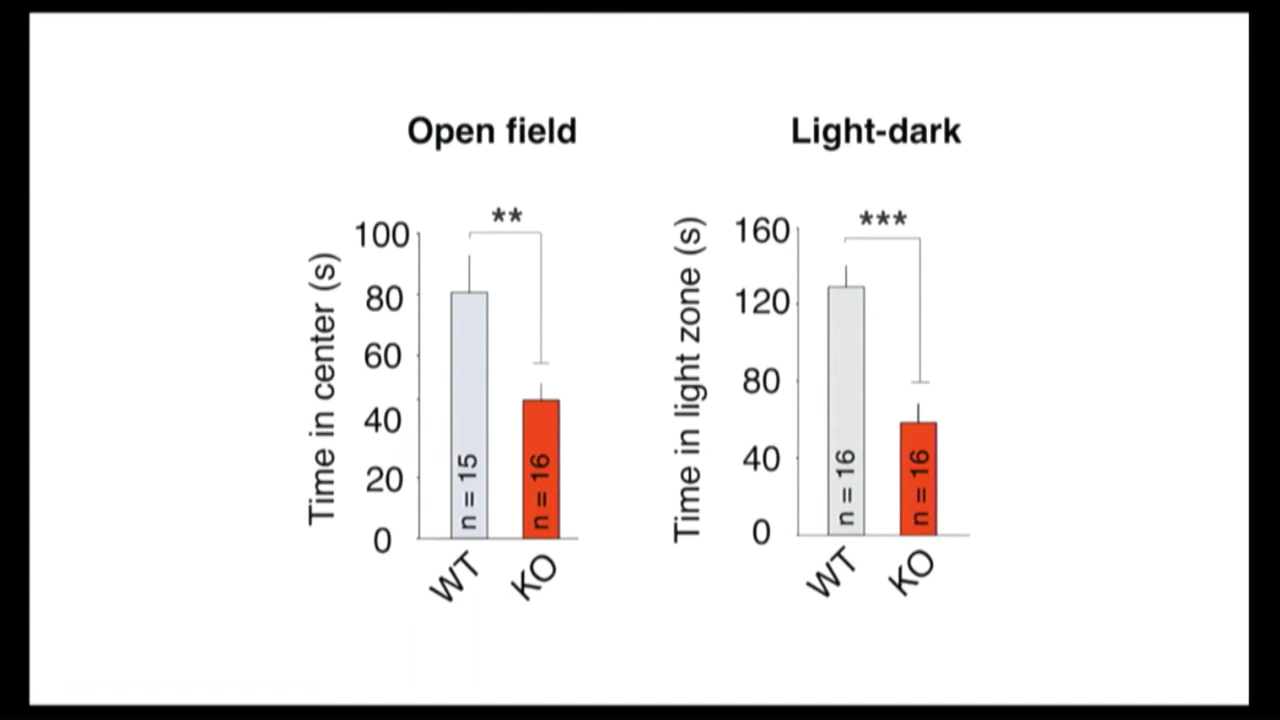 Open field
Time in center (s)
100
80
60
40
20
0
**
n = 15
n = 16
WT
KO
Light-dark
Time in light zone (s)
160
120
80
40
0
***
n = 16
n = 16
WT
KO